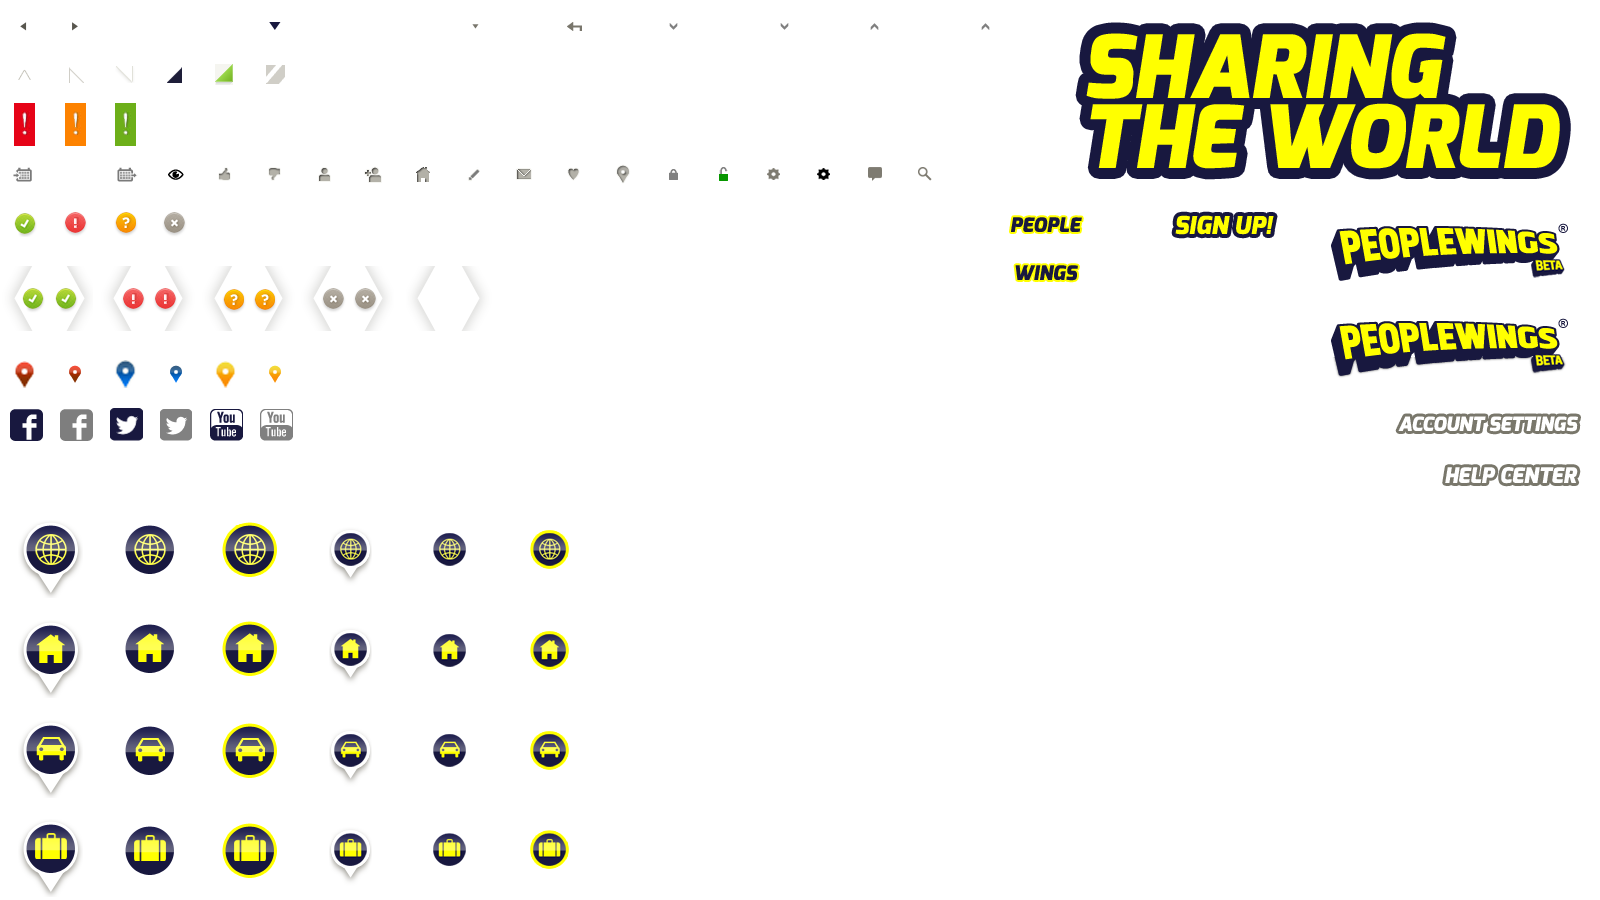 SHARING
THE WORLD
! ! !
! ?
! ! ? ?
PEOPLE
SIGN UP!
WINGS
PEOPLEWINGS®
BETA
PEOPLEWINGS®
BETA
f f
You
Tube
You
Tube
ACCOUNT SETTINGS
HELP CENTER